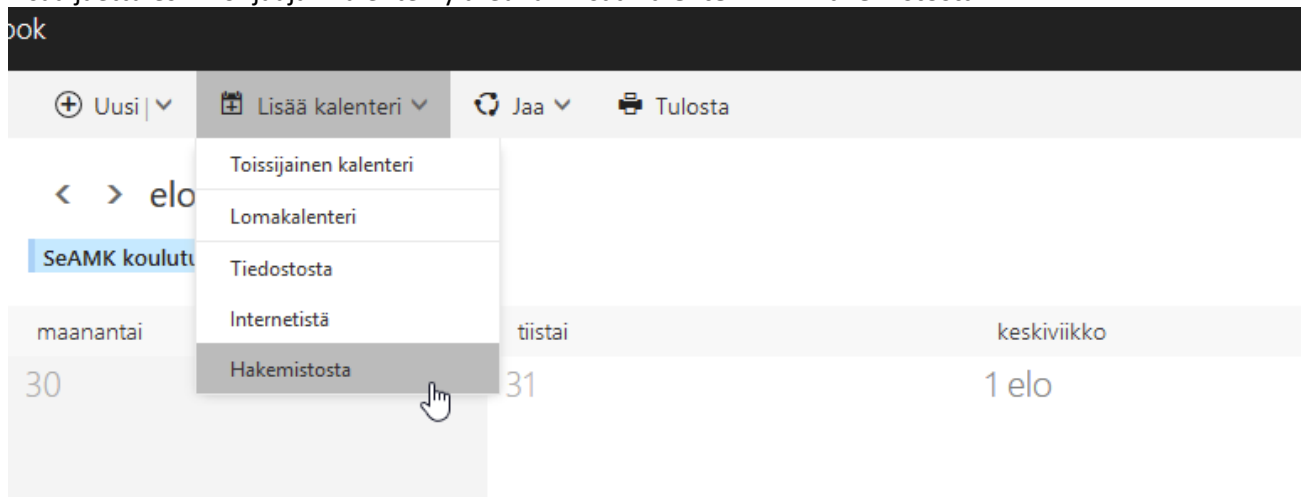 ook
Uusi | Lisää kalenteri Jaa Tulosta
Toissijainen kalenteri
elo
Lomakalenteri
SeAMK koulutu
Tiedostosta
Internetistä
maanantai tiistai keskiviikko
Hakemistosta
30 31 1 elo